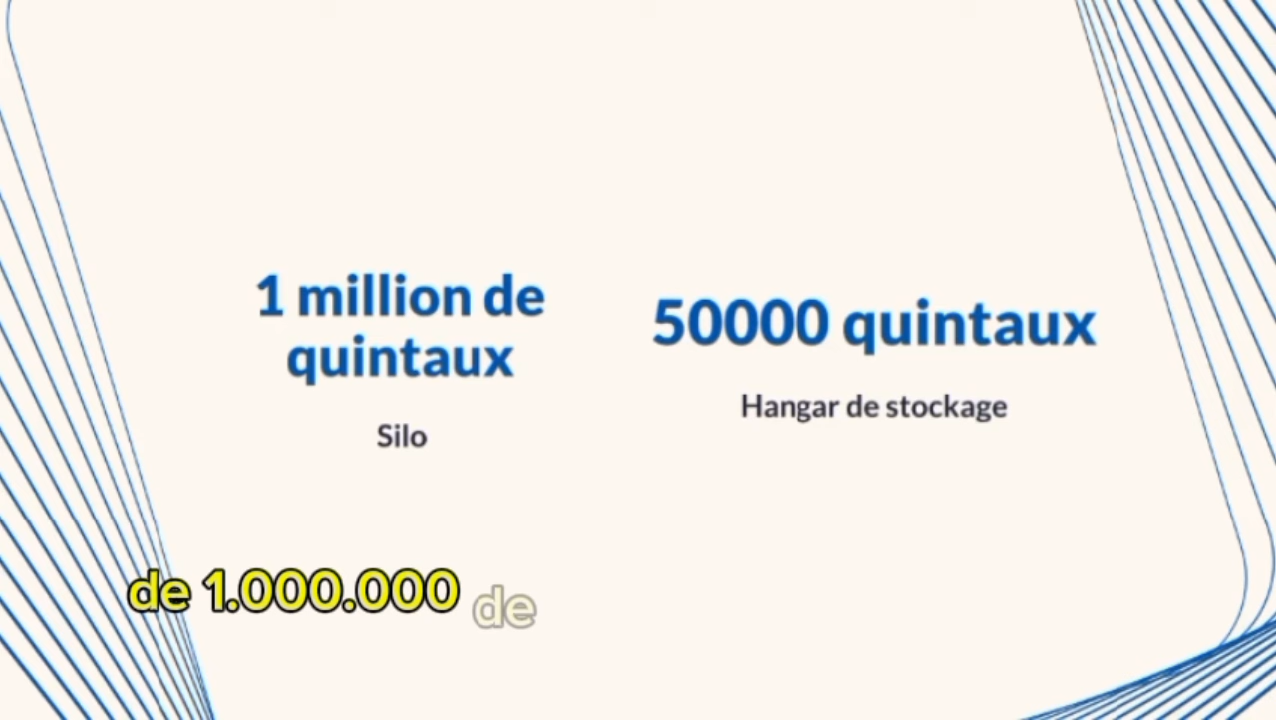 1 million de
quintaux
Silo
50000 quintaux
Hangar de stockage
de 1.000.000 de